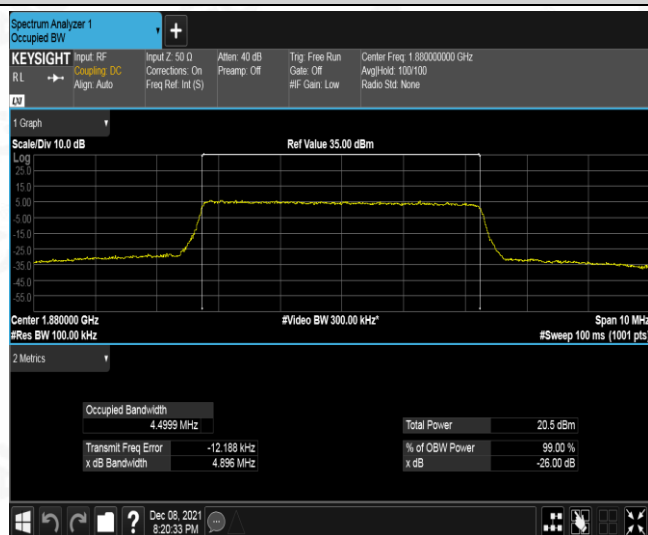 Spectrum Analyzer 1
Occupied BW
+
KEYSIGHT
RL
LXI
Input: RF
Coupling: DC
Align: Auto
Input Z: 50 Ω
Corrections: On
Freq Ref: Int (S)
Atten: 40 dB
Preamp: Off
Trig: Free Run
Gate: Off
#IF Gain: Low
Center Freq: 1.880000000 GHz
Avg|Hold: 100/100
Radio Std: None
1 Graph
Scale/Div 10.0 dB
Ref Value 35.00 dBm
Log
25.0
15.0
5.00
-5.00
-15.0
-25.0
-35.0
-45.0
-55.0
Center 1.880000 GHz
#Video BW 300.00 kHz*
Span 10 MHz
#Res BW 100.00 kHz
#Sweep 100 ms (1001 pts)
2 Metrics
Occupied Bandwidth
4.4999 MHz
Total Power 20.5 dBm
Transmit Freq Error -12.188 kHz
% of OBW Power 99.00 %
x dB Bandwidth 4.896 MHz
x dB -26.00 dB
?
Dec 08, 2021
8:20:33 PM